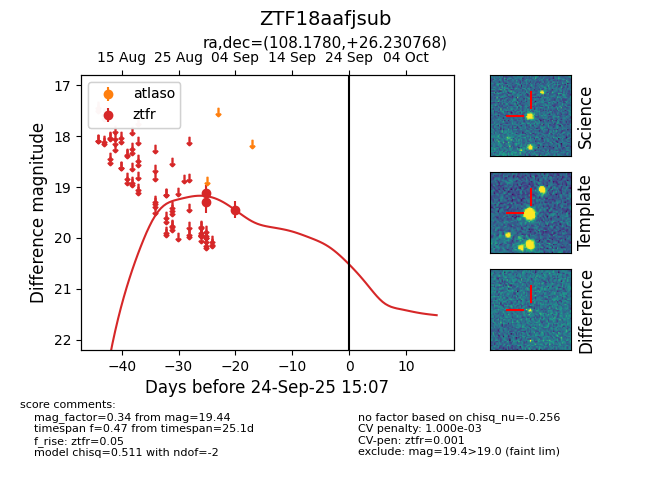 ZTF18aafjsub
ra,dec=(108.1780,+26.230768)
15 Aug 25 Aug 04 Sep 14 Sep 24 Sep 04 Oct
17
18
19
20
21
22
Difference magnitude
atlaso
ztfr
−40 −30 −20 −10 0 10
Days before 24-Sep-25 15:07
Science
Template
Difference
score comments:
mag_factor=0.34 from mag=19.44
timespan f=0.47 from timespan=25.1d
f_rise: ztfr=0.05
model chisq=0.511 with ndof=-2
no factor based on chisq_nu=-0.256
CV penalty: 1.000e-03
CV-pen: ztfr=0.001
exclude: mag=19.4>19.0 (faint lim)